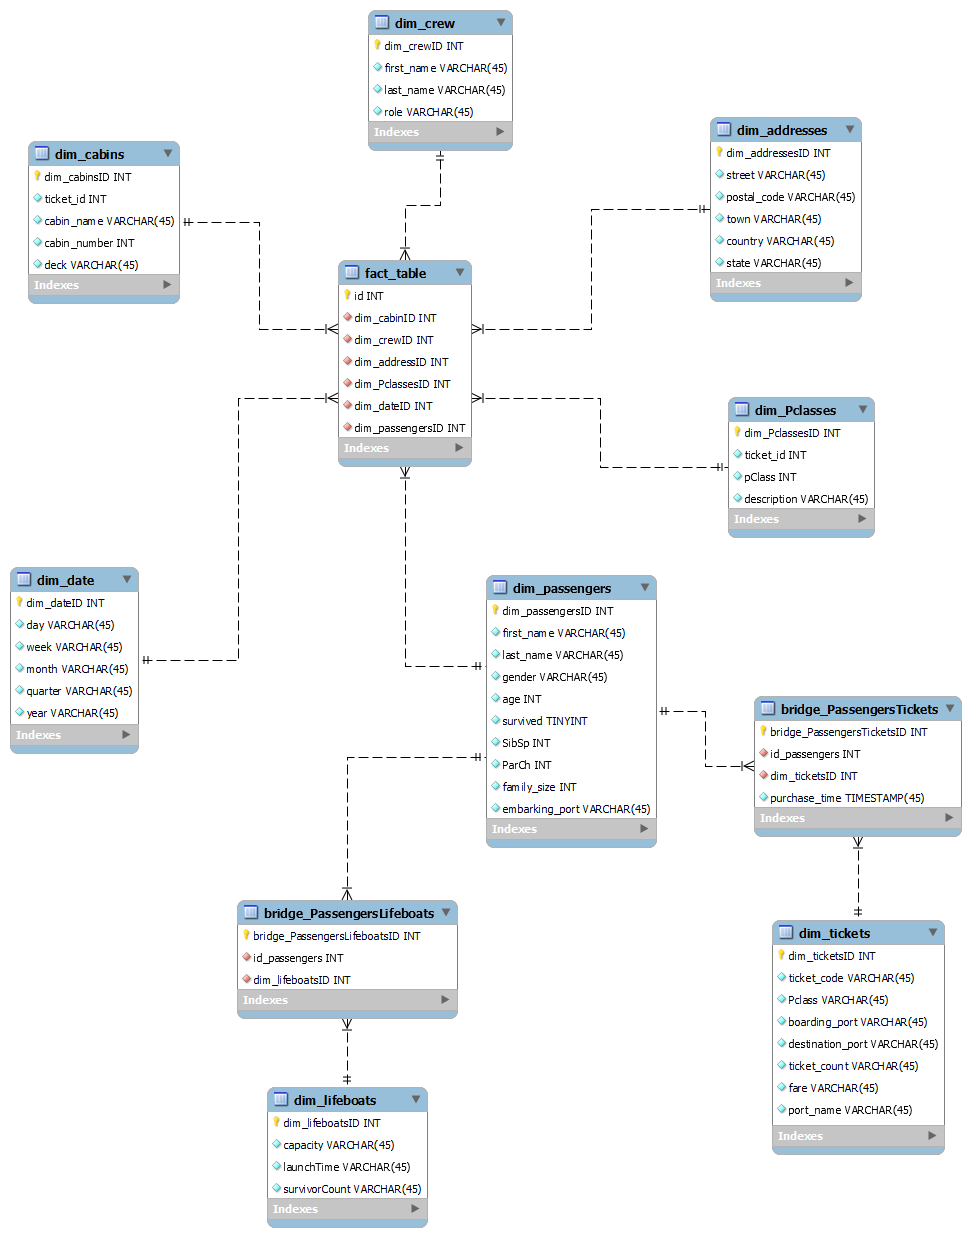 dim_crew
dim_crewID INT
first_name VARCHAR(45)
last_name VARCHAR(45)
role VARCHAR(45)
Indexes
dim_addresses
dim_addressesID INT
street VARCHAR(45)
postal_code VARCHAR(45)
town VARCHAR(45)
country VARCHAR(45)
state VARCHAR(45)
Indexes
dim_cabins
dim_cabinsID INT
ticket_id INT
cabin_name VARCHAR(45)
cabin_number INT
deck VARCHAR(45)
Indexes
fact_table
id INT
dim_cabinID INT
dim_crewID INT
dim_addressID INT
dim_PclassesID INT
dim_dateID INT
dim_passengersID INT
Indexes
dim_Pclasses
dim_PclassesID INT
ticket_id INT
pClass INT
description VARCHAR(45)
Indexes
dim_date
dim_dateID INT
day VARCHAR(45)
week VARCHAR(45)
month VARCHAR(45)
quarter VARCHAR(45)
year VARCHAR(45)
Indexes
dim_passengers
dim_passengersID INT
first_name VARCHAR(45)
last_name VARCHAR(45)
gender VARCHAR(45)
age INT
survived TINYINT
SibSp INT
ParCh INT
family_size INT
embarking_port VARCHAR(45)
Indexes
bridge_PassengersTickets
bridge_PassengersTicketsID INT
id_passengers INT
dim_ticketsID INT
purchase_time TIMESTAMP(45)
Indexes
bridge_PassengersLifeboats
bridge_PassengersLifeboatsID INT
id_passengers INT
dim_lifeboatsID INT
Indexes
dim_tickets
dim_ticketsID INT
ticket_code VARCHAR(45)
Pclass VARCHAR(45)
boarding_port VARCHAR(45)
destination_port VARCHAR(45)
ticket_count VARCHAR(45)
fare VARCHAR(45)
port_name VARCHAR(45)
Indexes
dim_lifeboats
dim_lifeboatsID INT
capacity VARCHAR(45)
launchTime VARCHAR(45)
survivorCount VARCHAR(45)
Indexes